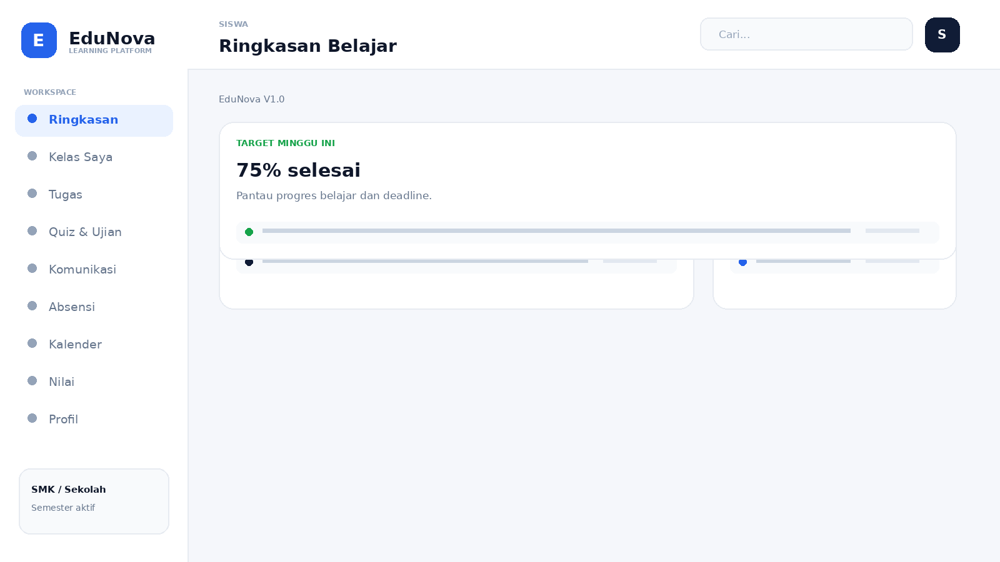 E
EduNova
LEARNING PLATFORM
WORKSPACE
Ringkasan
Kelas Saya
Tugas
Quiz & Ujian
Komunikasi
Absensi
Kalender
Nilai
Profil
SMK / Sekolah
Semester aktif
SISWA
Ringkasan Belajar
Cari...
S
EduNova V1.0
TARGET MINGGU INI
75% selesai
Pantau progres belajar dan deadline.